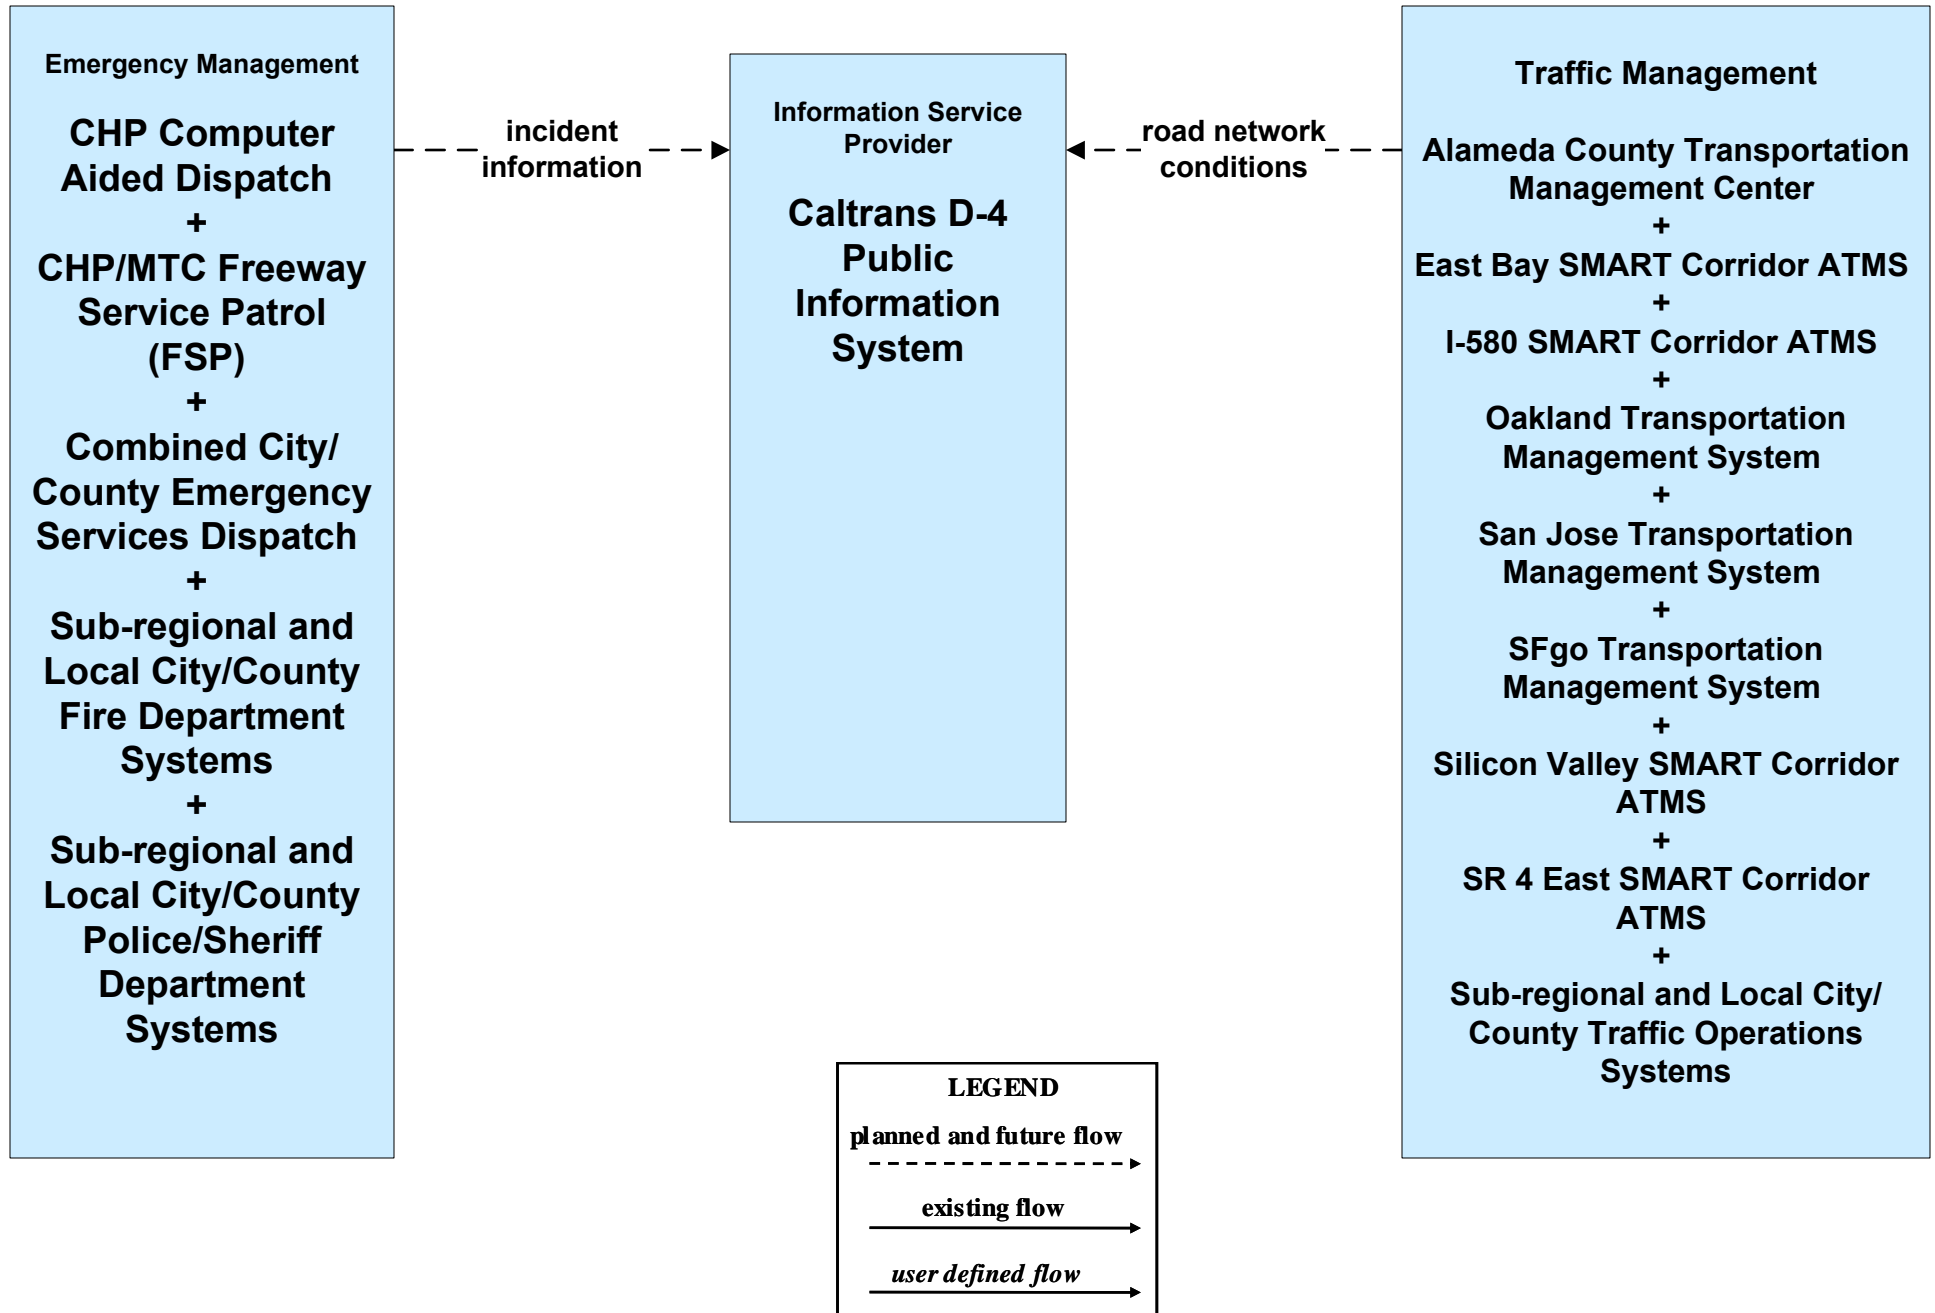 Emergency Management
CHP Computer
Aided Dispatch
+
CHP/MTC Freeway
Service Patrol
(FSP)
+
Combined City/
County Emergency
Services Dispatch
+
Sub-regional and
Local City/County
Fire Department
Systems
+
Sub-regional and
Local City/County
Police/Sheriff
Department
Systems
incident
information
Information Service
Provider
Caltrans D-4
Public
Information
System
road network
conditions
Traffic Management
Alameda County Transportation
Management Center
+
East Bay SMART Corridor ATMS
+
I-580 SMART Corridor ATMS
+
Oakland Transportation
Management System
+
San Jose Transportation
Management System
+
SFgo Transportation
Management System
+
Silicon Valley SMART Corridor
ATMS
+
SR 4 East SMART Corridor
ATMS
+
Sub-regional and Local City/
County Traffic Operations
Systems
LEGEND
planned and future flow
existing flow
user defined flow